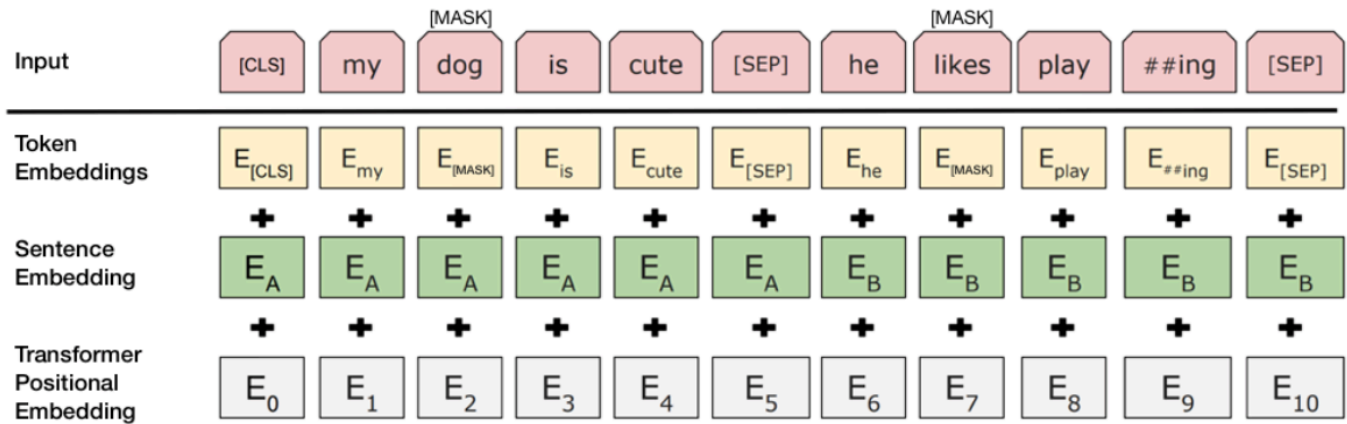 [MASK] [MASK]
Input [CLS] my dog is cute [SEP] he likes play ##ing [SEP]
Token
Embeddings E[CLS] Emy E[MASK] Eis Ecute E[SEP] Ehe E[MASK] Eplay E##ing E[SEP]
+ + + + + + + + + + +
Sentence
Embedding EA EA EA EA EA EA EB EB EB EB EB
+ + + + + + + + + + +
Transformer
Positional
Embedding E0 E1 E2 E3 E4 E5 E6 E7 E8 E9 E10